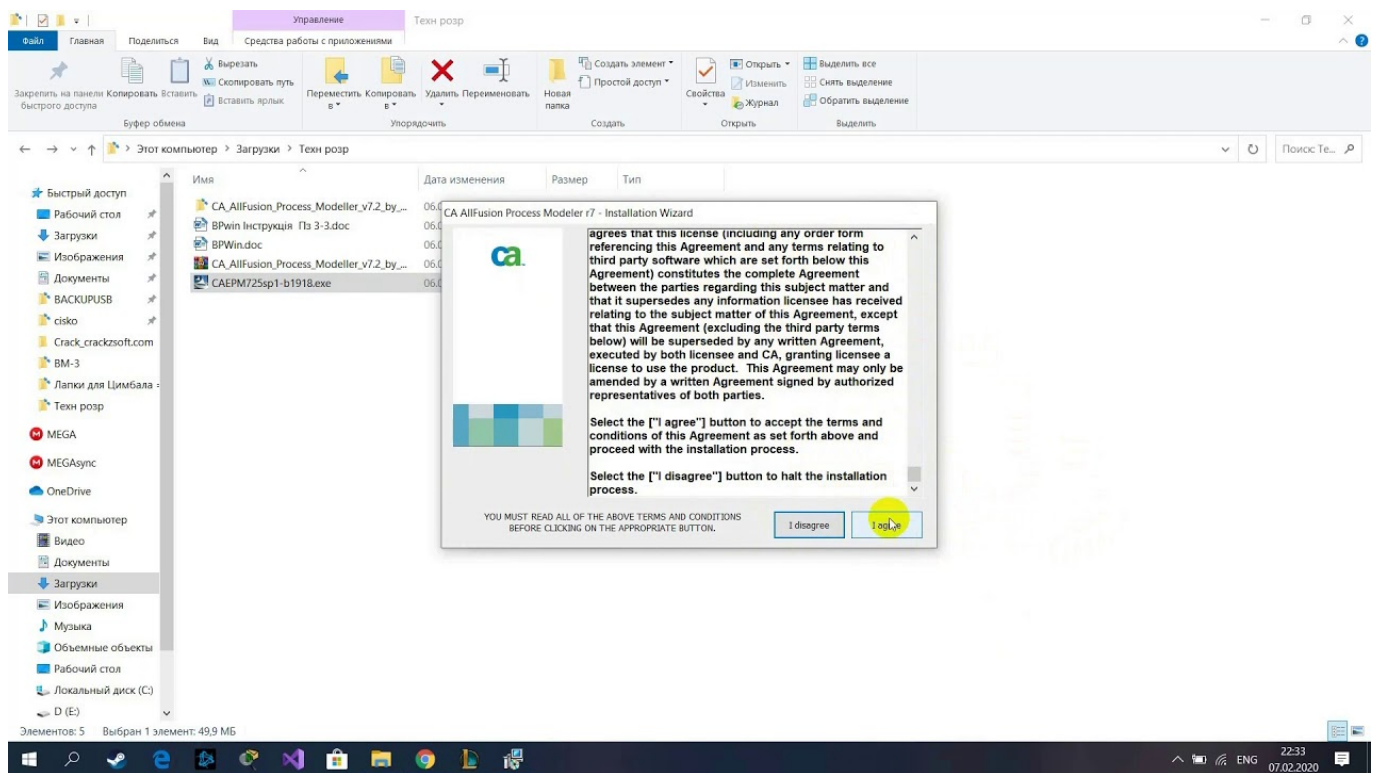 Управление
Техн розр
Файл
Главная
Поделиться
Вид
Средства работы с приложениями
Закрепить на панели быстрого доступа
Копировать
Вставить
Вырезать
Скопировать путь
Вставить ярлык
Буфер обмена
Переместить в
Копировать в
Удалить
Переименовать
Упорядочить
Новая папка
Создать элемент
Простой доступ
Создать
Свойства
Открыть
Изменить
Журнал
Открыть
Выделить все
Снять выделение
Обратить выделение
Выделить
Этот компьютер > Загрузки > Техн розр
Поиск: Те...
Имя
Дата изменения
Размер
Тип
CA_AllFusion_Process_Modeller_v7.2_by_...
BPwin Інструкція Пз 3-3.doc
BPWin.doc
CA_AllFusion_Process_Modeller_v7.2_by_...
CAEPM725sp1-b1918.exe
Быстрый доступ
Рабочий стол
Загрузки
Изображения
Документы
BACKUPUSB
cisko
Crack_crackzsoft.com
BM-3
Лапки для Цимбала
Техн розр
MEGA
MEGAsync
OneDrive
Этот компьютер
Видео
Документы
Загрузки
Изображения
Музыка
Объемные объекты
Рабочий стол
Локальный диск (C:)
D (E:)
CA AllFusion Process Modeler r7 - Installation Wizard
ca
agrees that this license (including any order form
referencing this Agreement and any terms relating to
third party software which are set forth below this
Agreement) constitutes the complete Agreement
between the parties regarding this subject matter and
that it supersedes any information licensee has received
relating to the subject matter of this Agreement, except
that this Agreement (excluding the third party terms
below) will be superseded by any written Agreement,
executed by both licensee and CA, granting licensee a
license to use the product. This Agreement may only be
amended by a written Agreement signed by authorized
representatives of both parties.
Select the ["I agree"] button to accept the terms and
conditions of this Agreement as set forth above and
proceed with the installation process.
Select the ["I disagree"] button to halt the installation
process.
YOU MUST READ ALL OF THE ABOVE TERMS AND CONDITIONS
BEFORE CLICKING ON THE APPROPRIATE BUTTON.
I disagree
I agree
Элементов: 5
Выбран 1 элемент: 49,9 МБ
ENG
22:33
07.02.2020